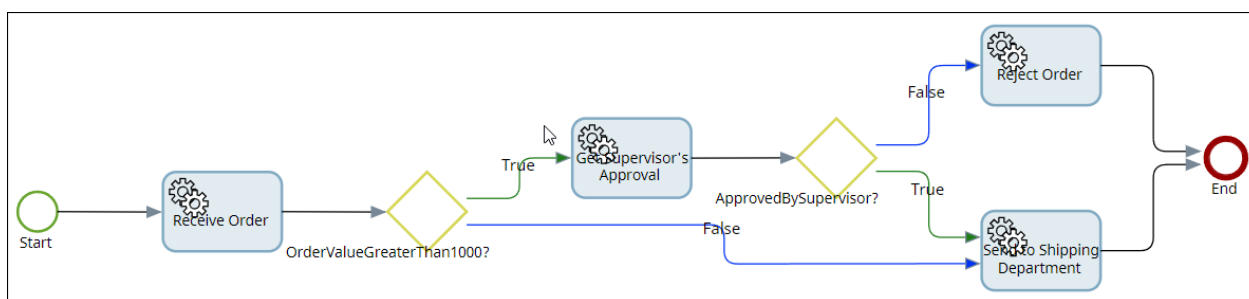 Start
Receive Order
OrderValueGreaterThan1000?
True
False
Get Supervisor's
Approval
ApprovedBySupervisor?
False
True
Reject Order
Send to Shipping
Department
End